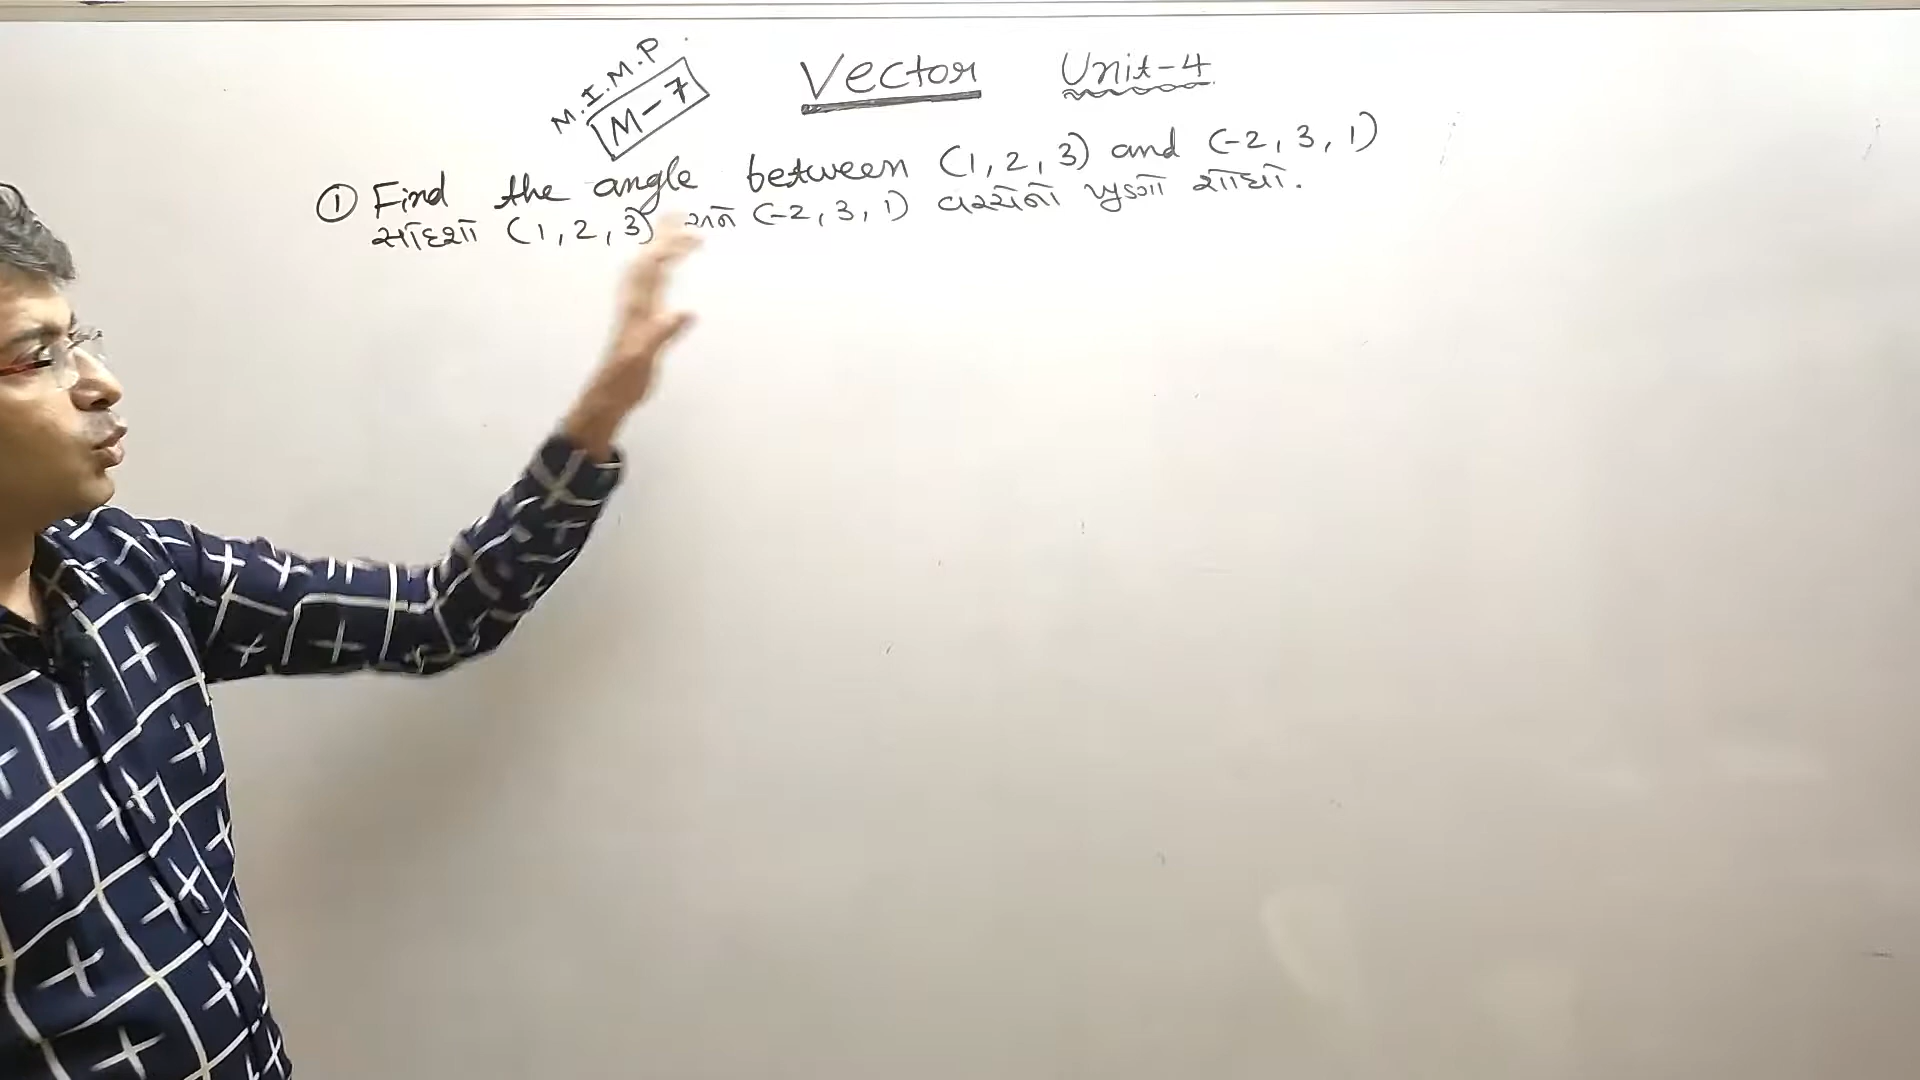 M.I.M.P
M-7
Vector Unit-4
① Find the angle between (1, 2, 3) and (-2, 3, 1)
સદિશો (1, 2, 3) અને (-2, 3, 1) વચ્ચેનો ખુણો શોધો.